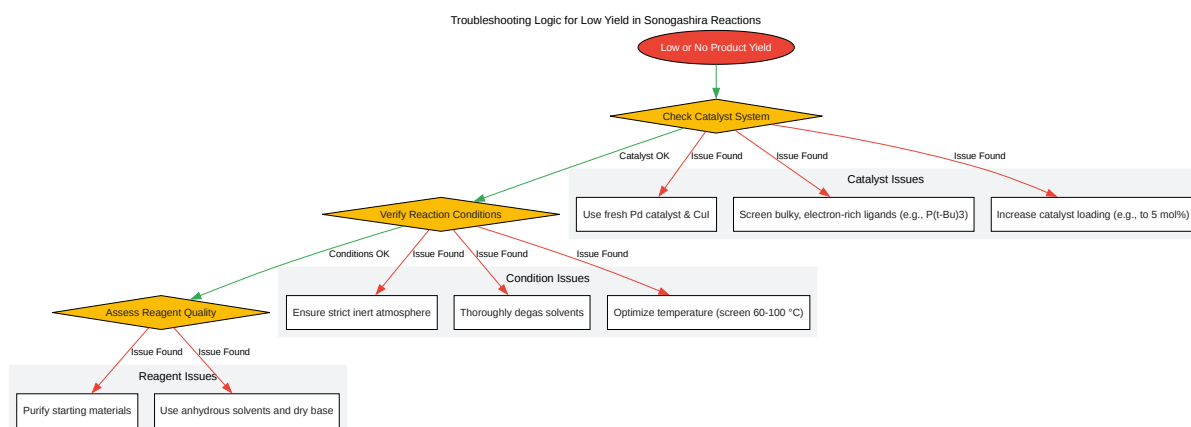 Troubleshooting Logic for Low Yield in Sonogashira Reactions
Low or No Product Yield
Check Catalyst System
Catalyst OK
Issue Found
Issue Found
Issue Found
Catalyst Issues
Use fresh Pd catalyst & CuI
Screen bulky, electron-rich ligands (e.g., P(t-Bu)3)
Increase catalyst loading (e.g., to 5 mol%)
Verify Reaction Conditions
Conditions OK
Issue Found
Issue Found
Issue Found
Condition Issues
Ensure strict inert atmosphere
Thoroughly degas solvents
Optimize temperature (screen 60-100 °C)
Assess Reagent Quality
Issue Found
Issue Found
Reagent Issues
Purify starting materials
Use anhydrous solvents and dry base